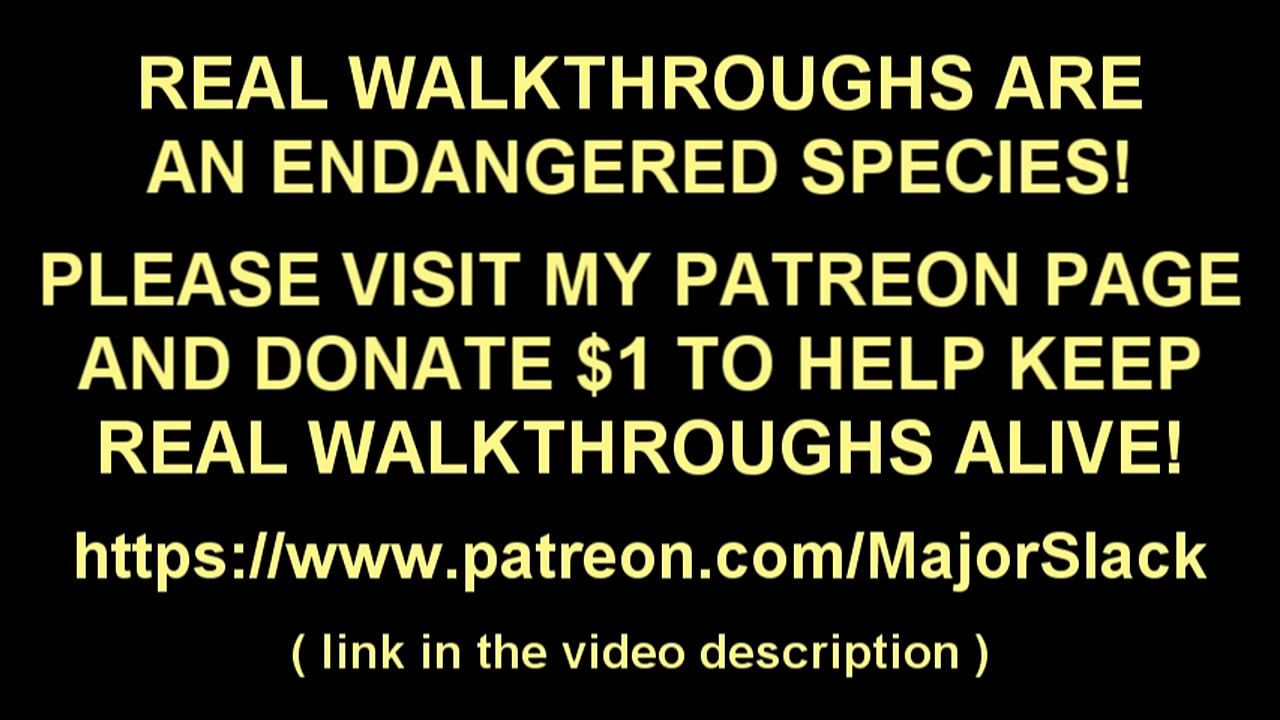 REAL WALKTHROUGHS ARE
AN ENDANGERED SPECIES!
PLEASE VISIT MY PATREON PAGE
AND DONATE $1 TO HELP KEEP
REAL WALKTHROUGHS ALIVE!
https://www.patreon.com/MajorSlack
( link in the video description )